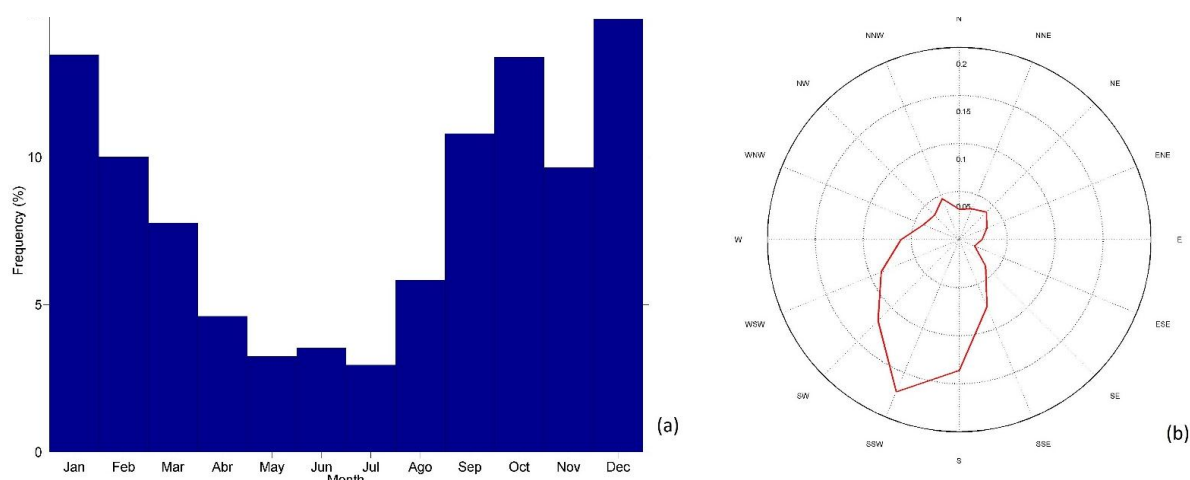 10
5
0
Frequency (%)
Jan Feb Mar Abr May Jun Jul Ago Sep Oct Nov Dec
Month
(a)
N
NNE
NE
ENE
E
ESE
SE
SSE
S
SSW
SW
WSW
W
WNW
NW
NNW
0.2
0.15
0.1
0.05
(b)